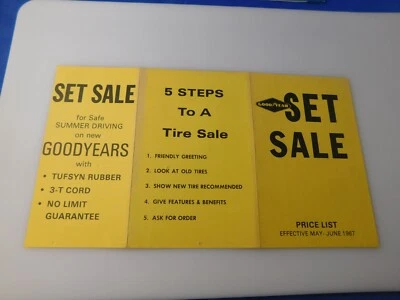 SET SALE
for Safe
SUMMER DRIVING
on new
GOODYEARS
with
• TUFSYN RUBBER
• 3-T CORD
• NO LIMIT
GUARANTEE
5 STEPS
To A
Tire Sale
1. FRIENDLY GREETING
2. LOOK AT OLD TIRES
3. SHOW NEW TIRE RECOMMENDED
4. GIVE FEATURES & BENEFITS
5. ASK FOR ORDER
GOODYEAR
SET
SALE
PRICE LIST
EFFECTIVE MAY-JUNE, 1967